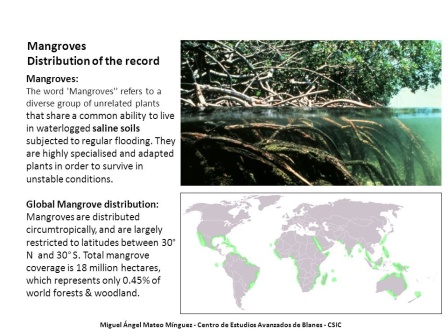 Mangroves
Distribution of the record
Mangroves:
The word 'Mangroves" refers to a
diverse group of unrelated plants
that share a common ability to live
in waterlogged saline soils
subjected to regular flooding. They
are highly specialised and adapted
plants in order to survive in
unstable conditions.
Global Mangrove distribution:
Mangroves are distributed
circumtropically, and are largely
restricted to latitudes between 30°
N and 30° S. Total mangrove
coverage is 18 million hectares,
which represents only 0.45% of
world forests & woodland.
Miguel Ángel Mateo Mínguez - Centro de Estudios Avanzados de Blanes - CSIC